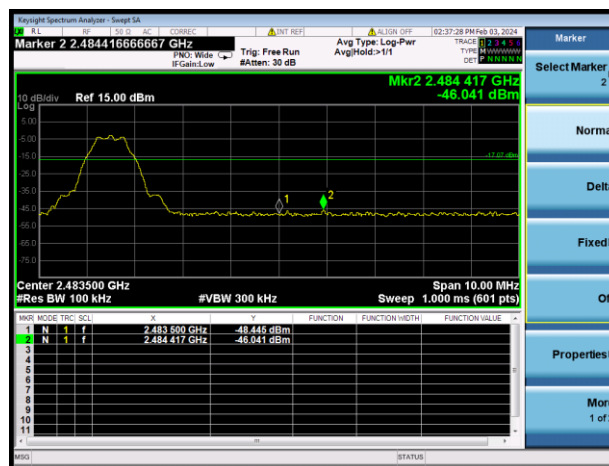 Keysight Spectrum Analyzer - Swept SA
RL RF 50 Ω AC CORREC INT REF ALIGN OFF 02:37:28 PM Feb 03, 2024
Marker 2 2.484416666667 GHz
PNO: Wide
IFGain:Low
Trig: Free Run
#Atten: 30 dB
Avg Type: Log-Pwr
Avg|Hold:>1/1
TRACE 1 2 3 4 5 6
TYPE M W W W W W
DET P N N N N N
Mkr2 2.484 417 GHz
-46.041 dBm
10 dB/div Ref 15.00 dBm
Log
5.00
-5.00
-15.0
-17.07 dBm
-25.0
-35.0
-45.0
1
2
-55.0
-65.0
-75.0
Center 2.483500 GHz Span 10.00 MHz
#Res BW 100 kHz #VBW 300 kHz Sweep 1.000 ms (601 pts)
MKR MODE TRC SCL X Y FUNCTION FUNCTION WIDTH FUNCTION VALUE
1 N 1 f 2.483 500 GHz -48.445 dBm
2 N 1 f 2.484 417 GHz -46.041 dBm
3
4
5
6
7
8
9
10
11
MSG STATUS
Marker
Select Marker
2
Norma
Delt
Fixed
Of
Properties
More
1 of